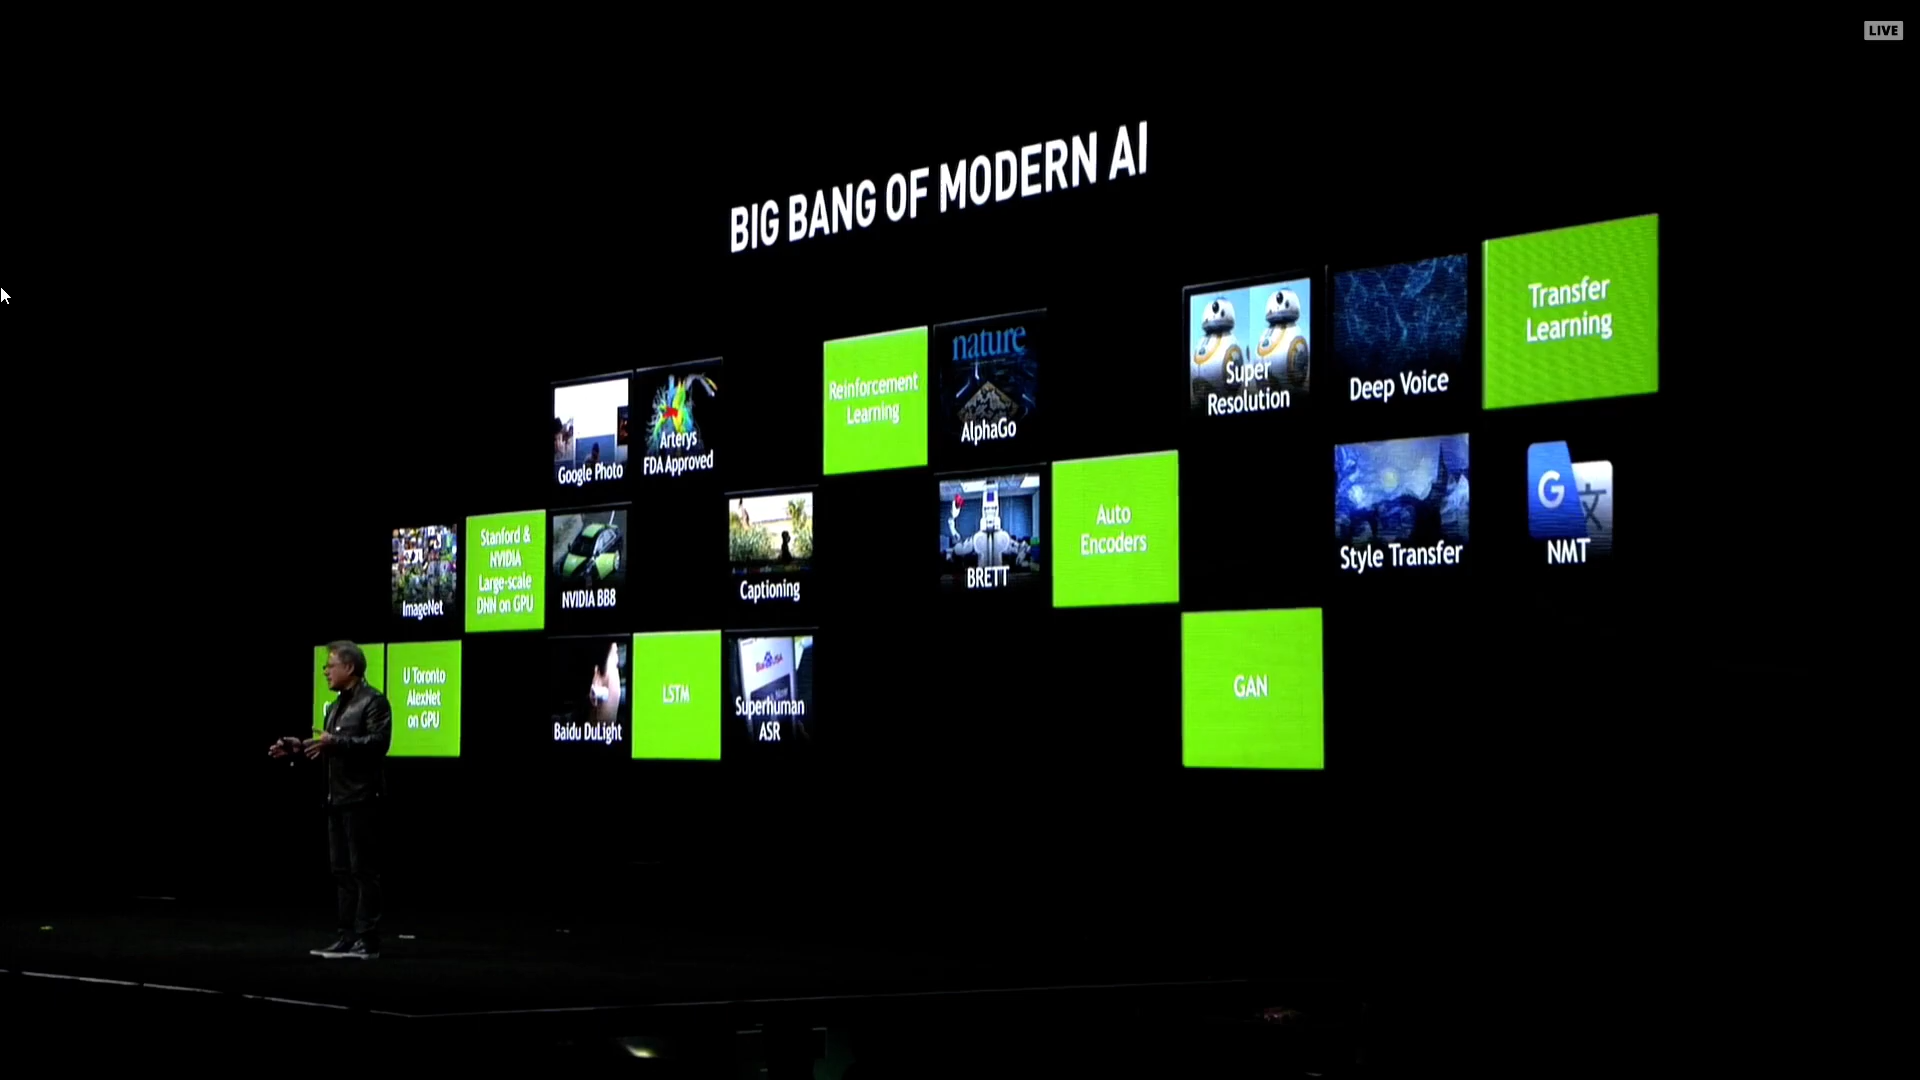 LIVE
BIG BANG OF MODERN AI
Transfer
Learning
Super
Resolution
Deep Voice
Reinforcement
Learning
nature
AlphaGo
Google Photo
Arterys
FDA Approved
Auto
Encoders
Style Transfer
G 文
NMT
ImageNet
Stanford &
NVIDIA
Large-scale
DNN on GPU
NVIDIA BB8
Captioning
BRETT
U Toronto
AlexNet
on GPU
Baidu DuLight
LSTM
Superhuman
ASR
GAN